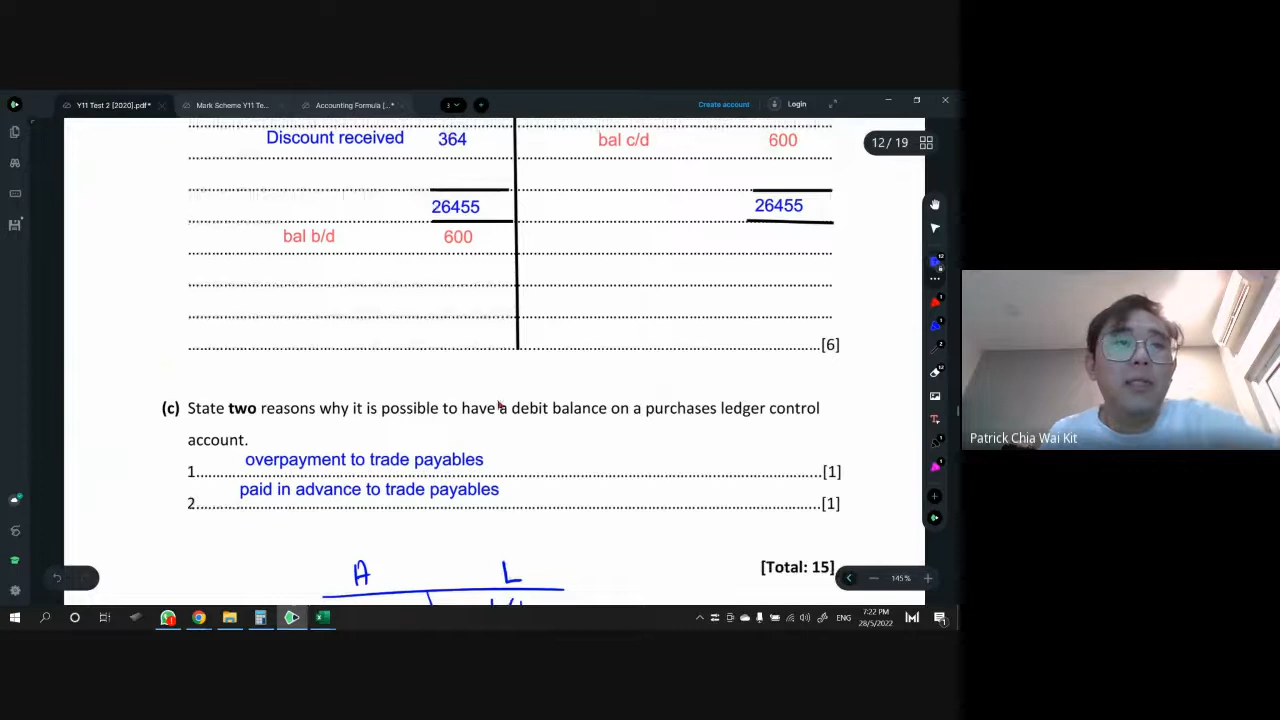 Y11 Test 2 [2020].pdf*
Mark Scheme Y11 Te...
Accounting Formula [...*
3
Create account
Login
Discount received 364 bal c/d 600
12 / 19
26455 26455
bal b/d 600
[6]
(c) State two reasons why it is possible to have a debit balance on a purchases ledger control
account.
overpayment to trade payables
1. [1]
paid in advance to trade payables
2. [1]
A L
[Total: 15]
145%
Patrick Chia Wai Kit
ENG
7:22 PM
28/5/2022